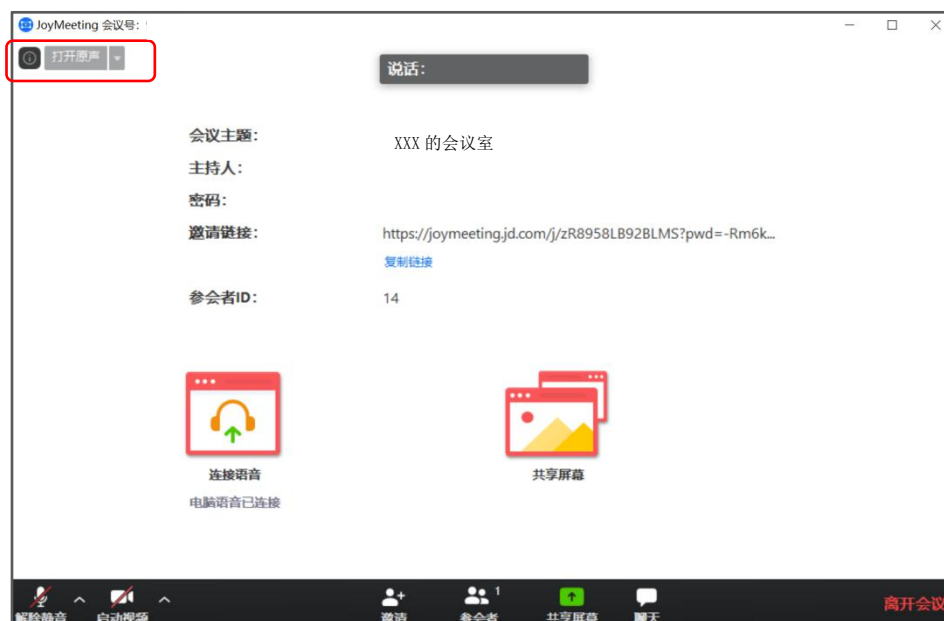 JoyMeeting 会议号：
打开原声
说话：
会议主题：
XXX 的会议室
主持人：
密码：
邀请链接：
https://joymeeting.jd.com/j/zR8958LB92BLMS?pwd=-Rm6k...
复制链接
参会者ID：
14
连接语音
共享屏幕
电脑语音已连接
1
解除静音
启动视频
邀请
参会者
共享屏幕
聊天
离开会议